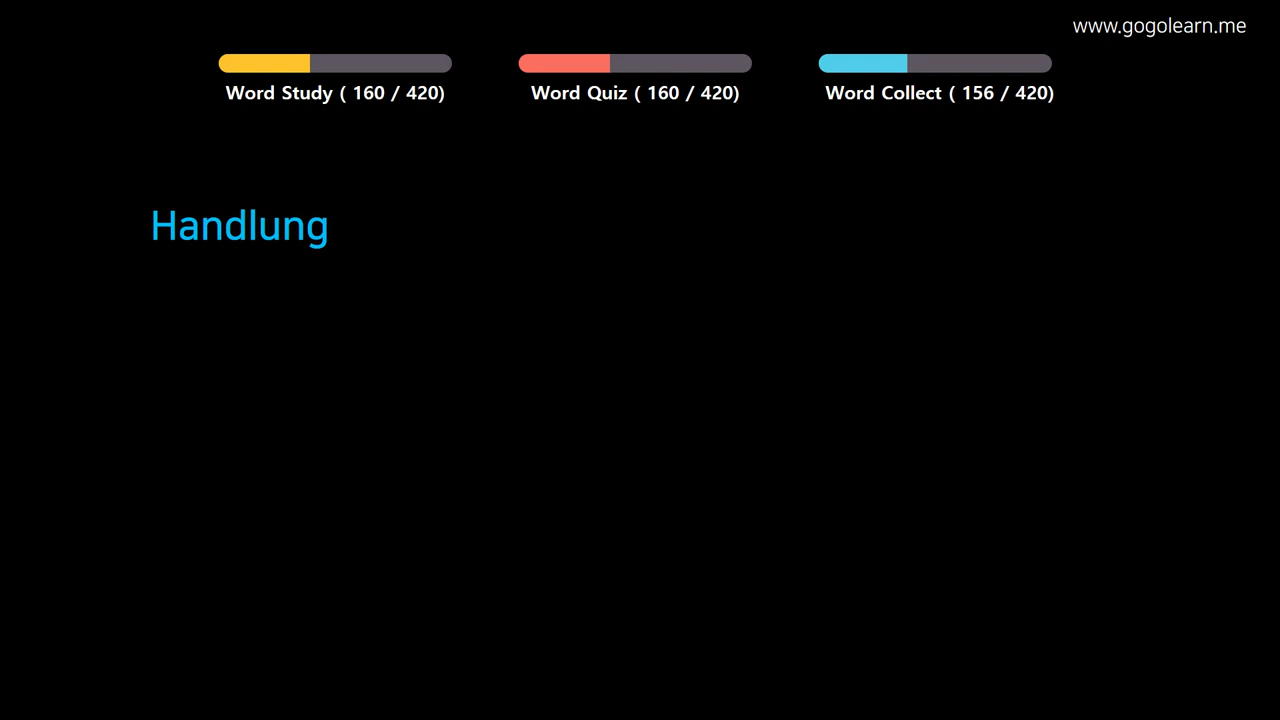 www.gogolearn.me
Word Study ( 160 / 420)
Word Quiz ( 160 / 420)
Word Collect ( 156 / 420)
Handlung